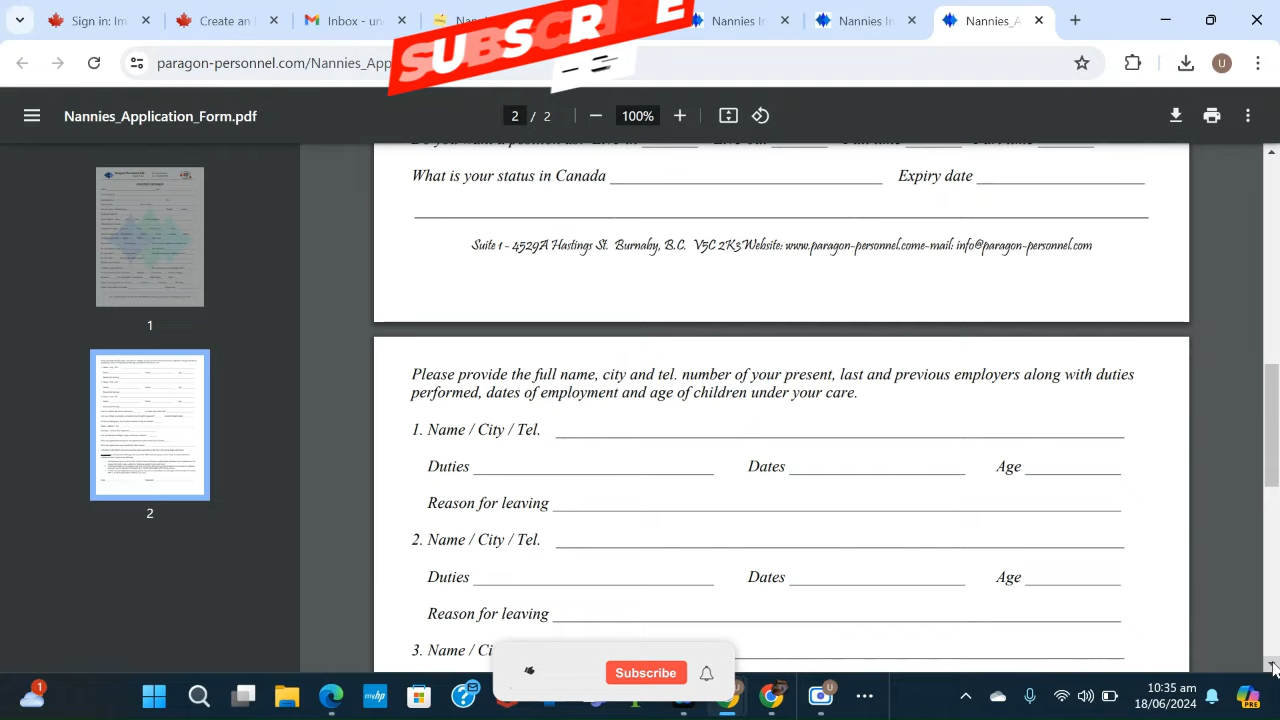 Sign in:
Create an
Inbox - un
Nannies In
Nannies In
Nannies_A
SUBSCRIBE
paragon-personnel.com/Nannies_App
U
Nannies_Application_Form.pdf
2 / 2
100%
What is your status in Canada
Expiry date
Suite 1 - 4529A Hastings St. Burnaby, B.C. V5C 2K3 Website: www.paragon-personnel.com e-mail: info@paragon-personnel.com
1
Please provide the full name, city and tel. number of your present, last and previous employers along with duties
performed, dates of employment and age of children under your care.
1. Name / City / Tel.
Duties
Dates
Age
Reason for leaving
2. Name / City / Tel.
2
Duties
Dates
Age
Reason for leaving
3. Name / Ci
Subscribe
1
myhp
U
U
10:35 am
18/06/2024
PRE